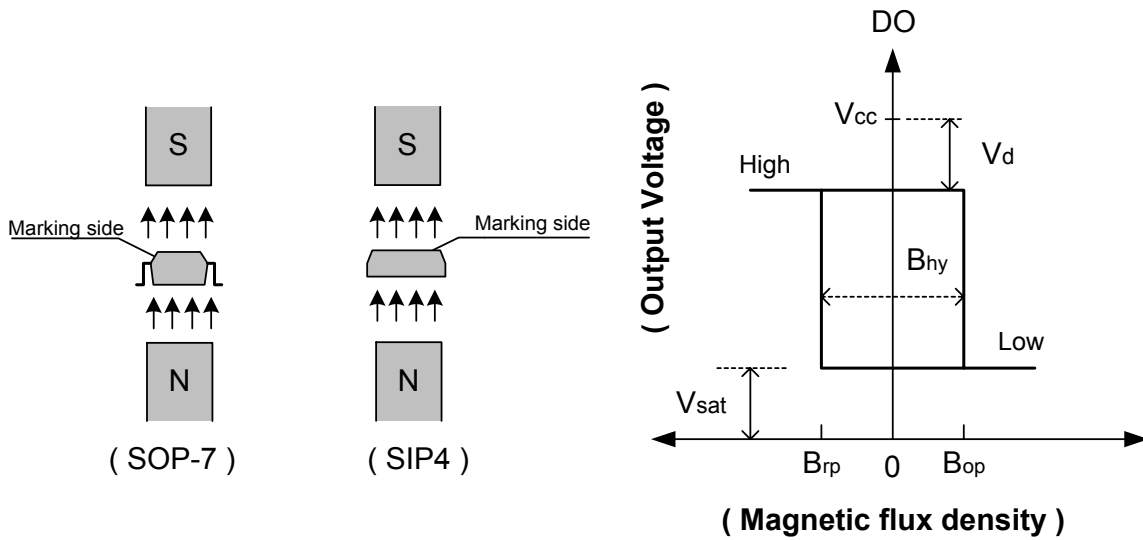 S
Marking side
N
( SOP-7 )
S
Marking side
N
( SIP4 )
DO
( Output Voltage )
Vcc
Vd
High
Bhy
Low
Vsat
Brp
0
Bop
( Magnetic flux density )